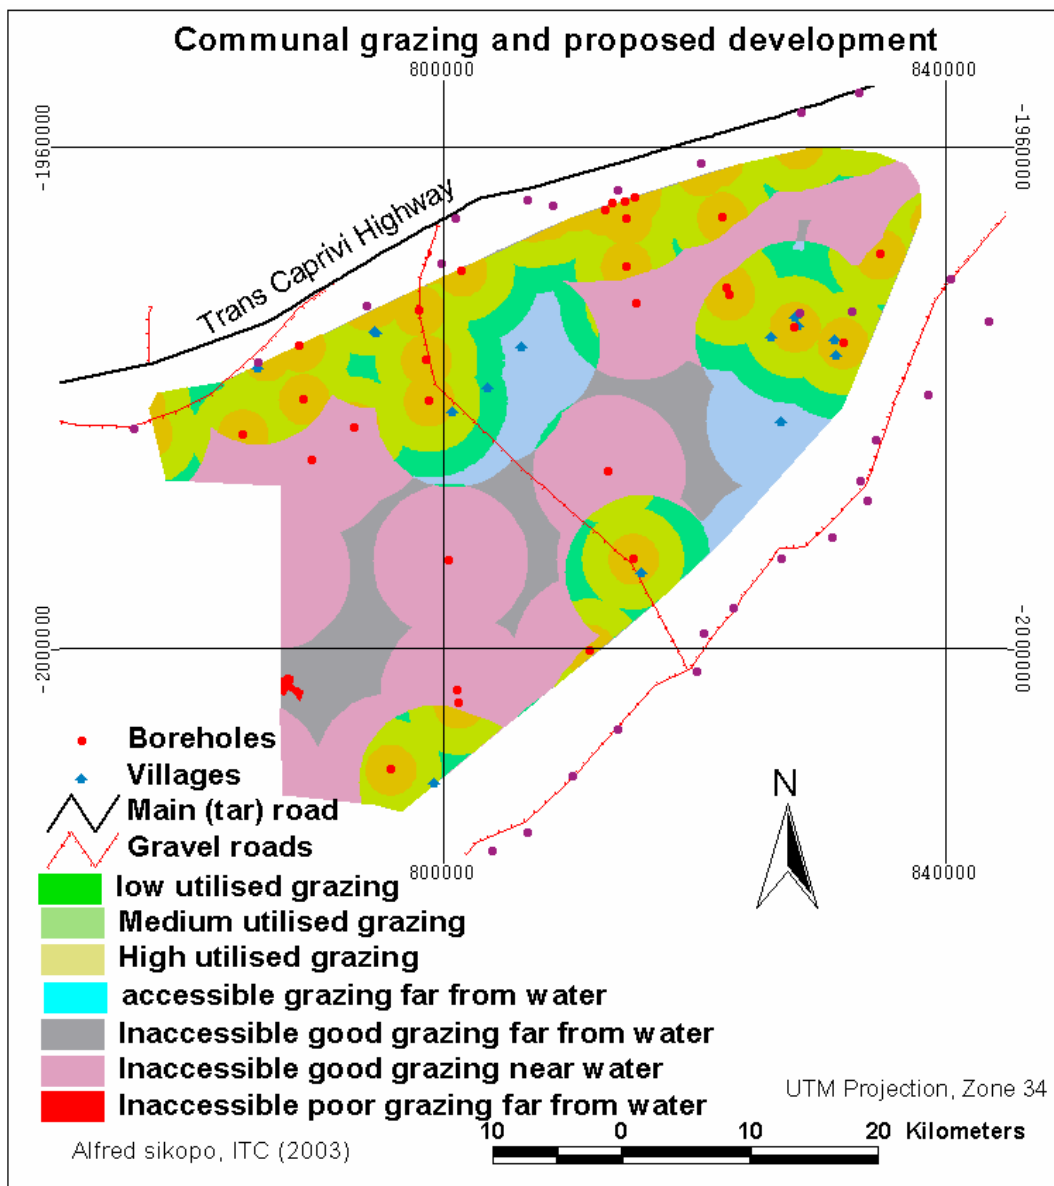 Communal grazing and proposed development
800000
840000
-1960000
-1960000
Trans Caprivi Highway
-2000000
-2000000
Boreholes
Villages
Main (tar) road
Gravel roads
N
800000
840000
low utilised grazing
Medium utilised grazing
High utilised grazing
accessible grazing far from water
Inaccessible good grazing far from water
Inaccessible good grazing near water
Inaccessible poor grazing far from water
UTM Projection, Zone 34
Alfred sikopo, ITC (2003)
10 0 10 20 Kilometers